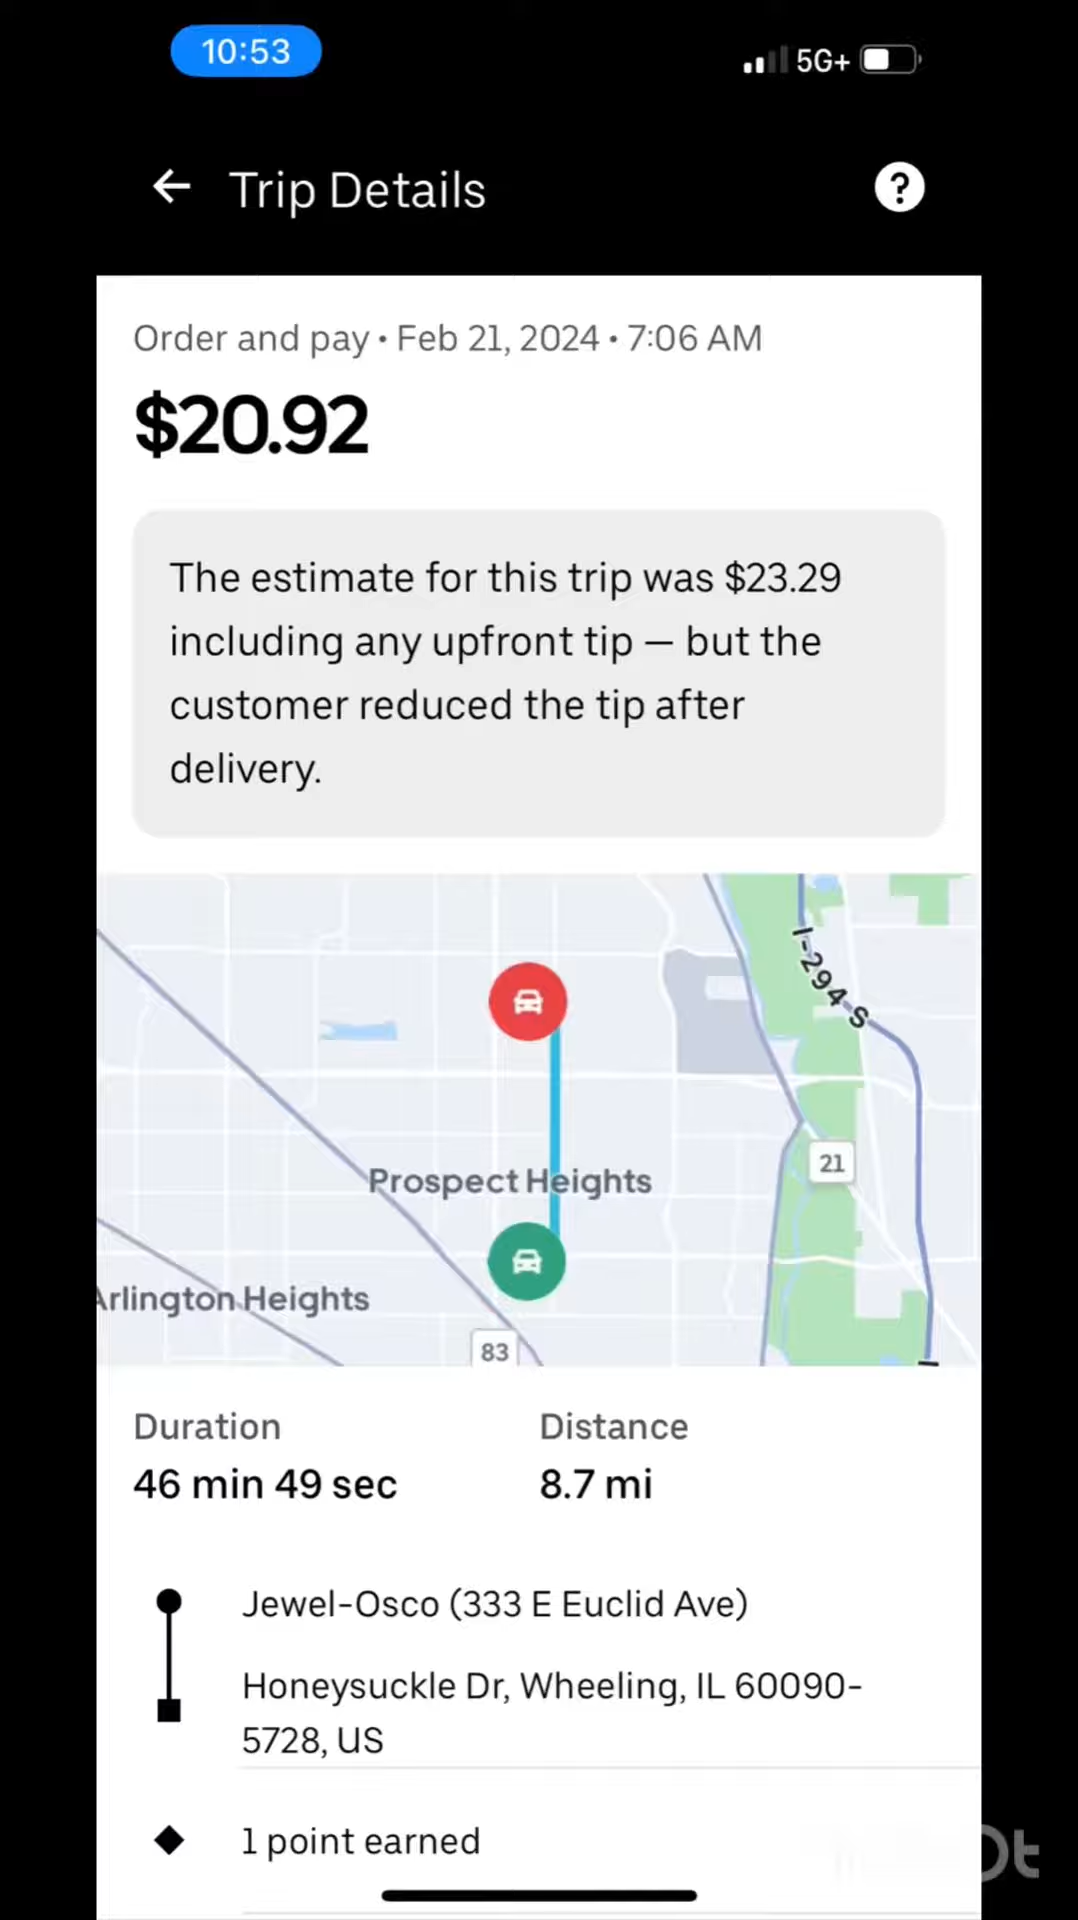 10:53
5G+
Trip Details
?
Order and pay • Feb 21, 2024 • 7:06 AM
$20.92
The estimate for this trip was $23.29
including any upfront tip — but the
customer reduced the tip after
delivery.
I-294 S
21
Prospect Heights
Arlington Heights
83
Duration
Distance
46 min 49 sec
8.7 mi
Jewel-Osco (333 E Euclid Ave)
Honeysuckle Dr, Wheeling, IL 60090-
5728, US
1 point earned